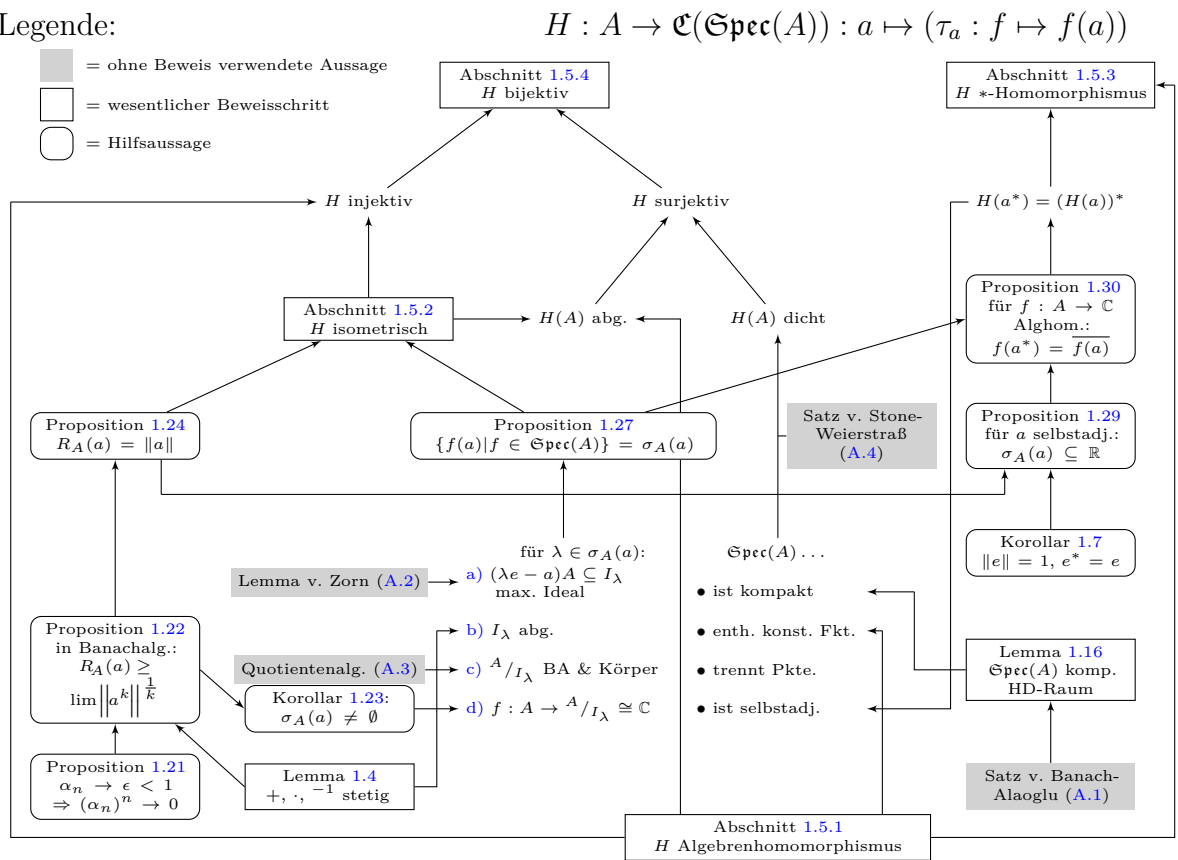 Legende:
H : A → ℭ(𝔖𝔭𝔢𝔠(A)) : a ↦ (τ_a : f ↦ f(a))
= ohne Beweis verwendete Aussage
= wesentlicher Beweisschritt
= Hilfsaussage
Abschnitt 1.5.4
H bijektiv
Abschnitt 1.5.3
H ∗-Homomorphismus
H injektiv
H surjektiv
H(a*) = (H(a))*
Abschnitt 1.5.2
H isometrisch
H(A) abg.
H(A) dicht
Proposition 1.30
für f : A → ℂ
Alghom.:
f(a*) = \overline{f(a)}
Proposition 1.24
R_A(a) = ‖a‖
Proposition 1.27
{f(a)|f ∈ 𝔖𝔭𝔢𝔠(A)} = σ_A(a)
Satz v. Stone-
Weierstraß
(A.4)
Proposition 1.29
für a selbstadj.:
σ_A(a) ⊆ ℝ
Korollar 1.7
‖e‖ = 1, e* = e
für λ ∈ σ_A(a):
Lemma v. Zorn (A.2)
a) (λe − a)A ⊆ I_λ
max. Ideal
b) I_λ abg.
Quotientenalg. (A.3)
c) ^A/_{I_λ} BA & Körper
d) f : A → ^A/_{I_λ} ≅ ℂ
𝔖𝔭𝔢𝔠(A) …
• ist kompakt
• enth. konst. Fkt.
• trennt Pkte.
• ist selbstadj.
Proposition 1.22
in Banachalg.:
R_A(a) ≥
lim||a^k||^{1/k}
Korollar 1.23:
σ_A(a) ≠ ∅
Lemma 1.16
𝔖𝔭𝔢𝔠(A) komp.
HD-Raum
Proposition 1.21
α_n → ϵ < 1
⇒ (α_n)^n → 0
Lemma 1.4
+, ·, ^{−1} stetig
Satz v. Banach-
Alaoglu (A.1)
Abschnitt 1.5.1
H Algebrenhomomorphismus